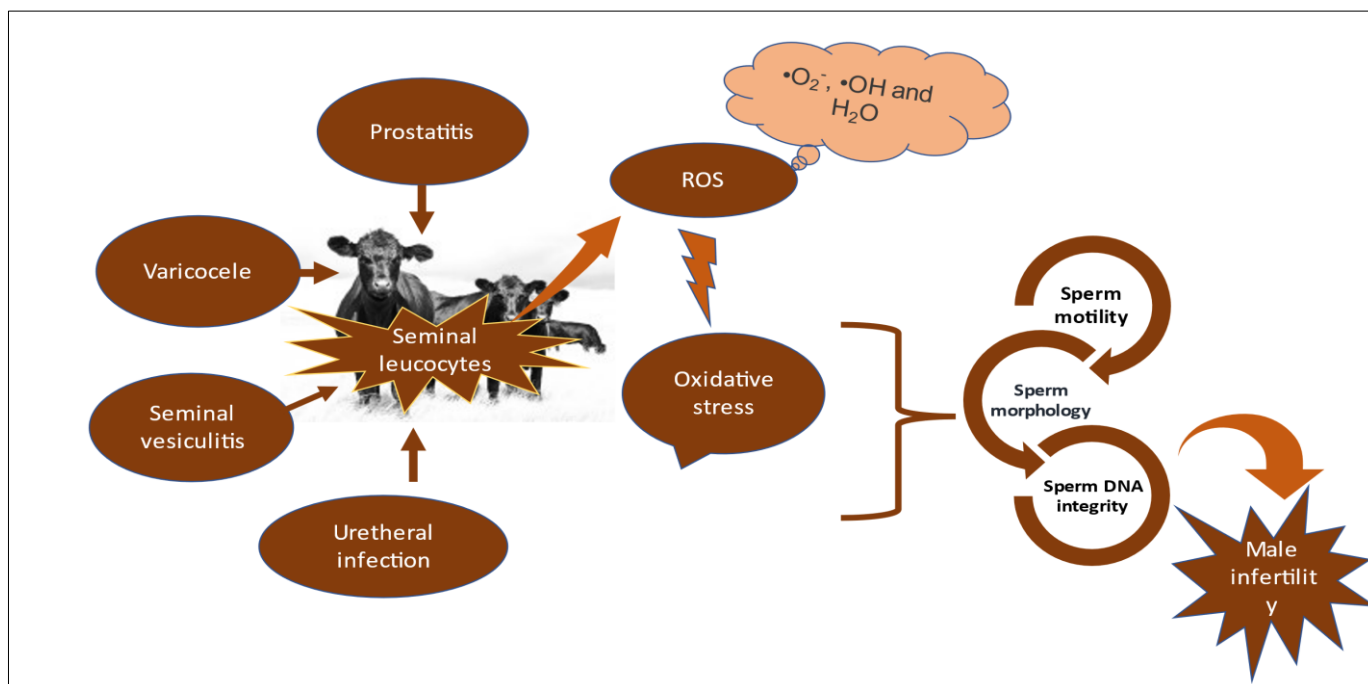 Prostatitis
Varicocele
Seminal
vesiculitis
Uretheral
infection
Seminal
leucocytes
ROS
•O₂⁻, •OH and
H₂O
Oxidative
stress
Sperm
motility
Sperm
morphology
Sperm DNA
integrity
Male
infertilit
y